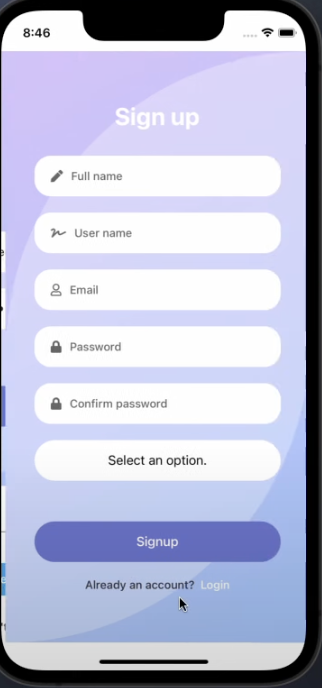 8:46
Sign up
Full name
User name
Email
Password
Confirm password
Select an option.
Signup
Already an account? Login